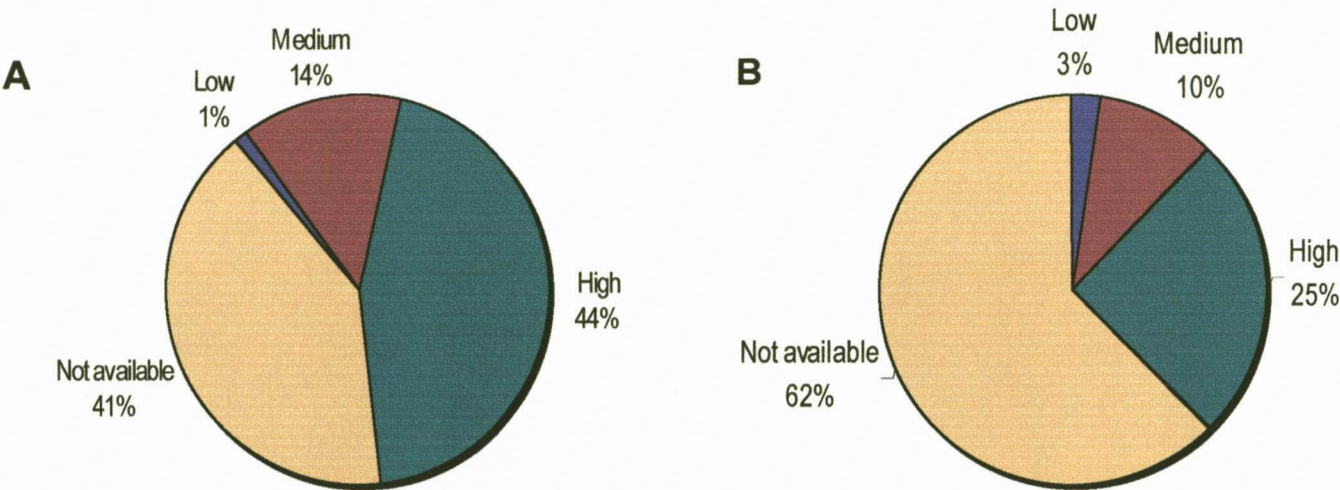 A
Medium
14%
Low
1%
High
44%
Not available
41%
B
Low
3%
Medium
10%
High
25%
Not available
62%